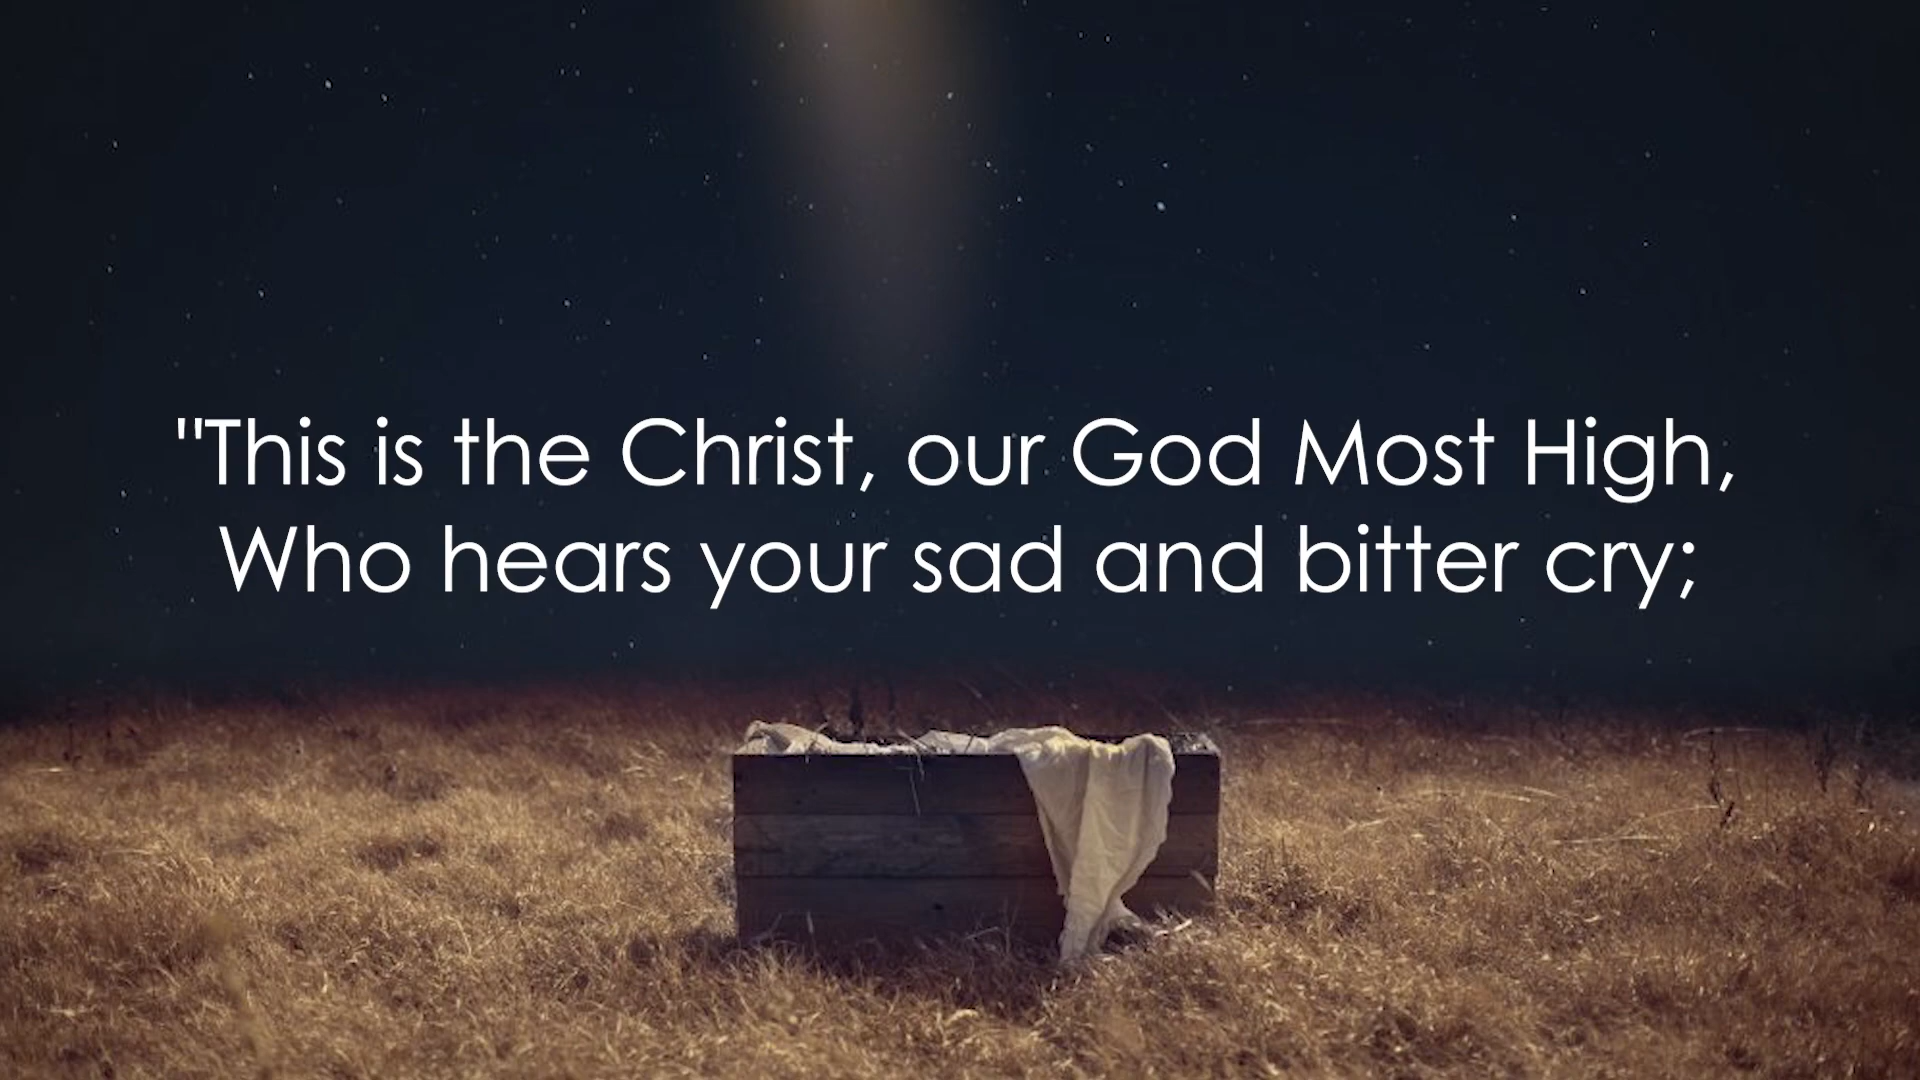 "This is the Christ, our God Most High,
Who hears your sad and bitter cry;